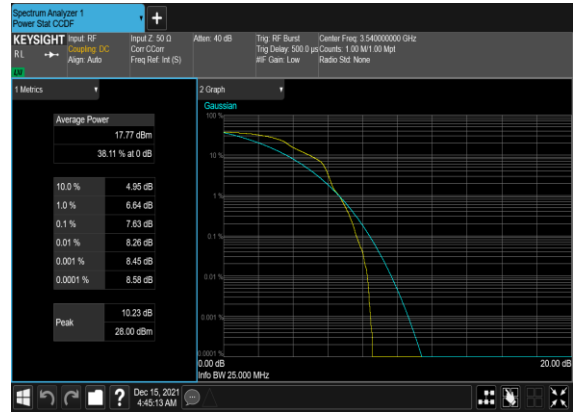 Spectrum Analyzer 1
Power Stat CCDF
KEYSIGHT
RL
LW
Input: RF
Coupling: DC
Align: Auto
Input Z: 50 Ω
Corr CCorr
Freq Ref: Int (S)
Atten: 40 dB
Trig: RF Burst
Trig Delay: 500.0 µs
#IF Gain: Low
Center Freq: 3.540000000 GHz
Counts: 1.00 M/1.00 Mpt
Radio Std: None
1 Metrics
Average Power
17.77 dBm
38.11 % at 0 dB
10.0 % 4.95 dB
1.0 % 6.64 dB
0.1 % 7.63 dB
0.01 % 8.26 dB
0.001 % 8.45 dB
0.0001 % 8.58 dB
Peak
10.23 dB
28.00 dBm
2 Graph
Gaussian
100 %
10 %
1 %
0.1 %
0.01 %
0.001 %
0.0001 %
0.00 dB 20.00 dB
Info BW 25.000 MHz
? Dec 15, 2021
4:45:13 AM